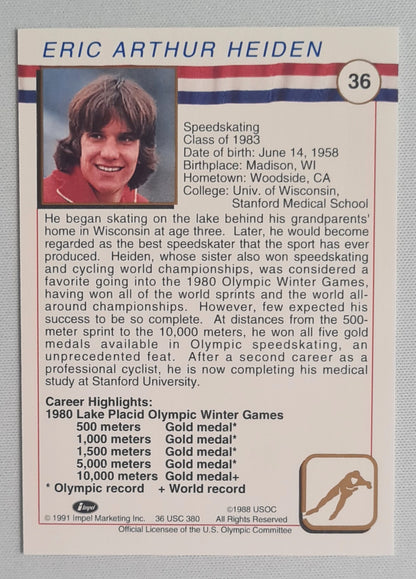 ERIC ARTHUR HEIDEN
36
Speedskating
Class of 1983
Date of birth: June 14, 1958
Birthplace: Madison, WI
Hometown: Woodside, CA
College: Univ. of Wisconsin,
Stanford Medical School
He began skating on the lake behind his grandparents'
home in Wisconsin at age three. Later, he would become
regarded as the best speedskater that the sport has ever
produced. Heiden, whose sister also won speedskating
and cycling world championships, was considered a
favorite going into the 1980 Olympic Winter Games,
having won all of the world sprints and the world all-
around championships. However, few expected his
success to be so complete. At distances from the 500-
meter sprint to the 10,000 meters, he won all five gold
medals available in Olympic speedskating, an
unprecedented feat. After a second career as a
professional cyclist, he is now completing his medical
study at Stanford University.
Career Highlights:
1980 Lake Placid Olympic Winter Games
500 meters Gold medal*
1,000 meters Gold medal*
1,500 meters Gold medal*
5,000 meters Gold medal*
10,000 meters Gold medal+
* Olympic record + World record
impel
©1988 USOC
© 1991 Impel Marketing Inc. 36 USC 380 All Rights Reserved
Official Licensee of the U.S. Olympic Committee